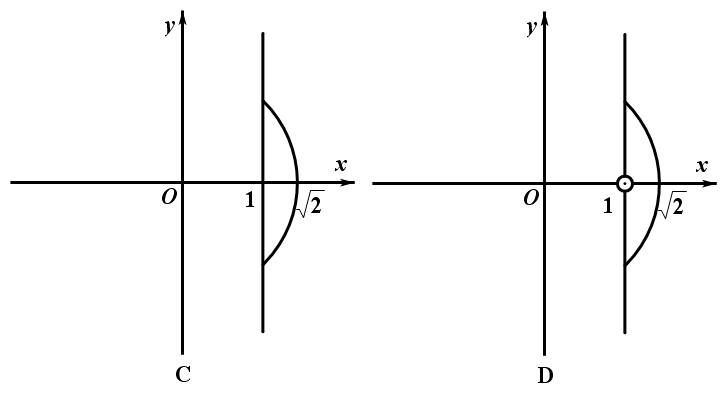 y y
x x
O 1 √2 O 1 √2
C D